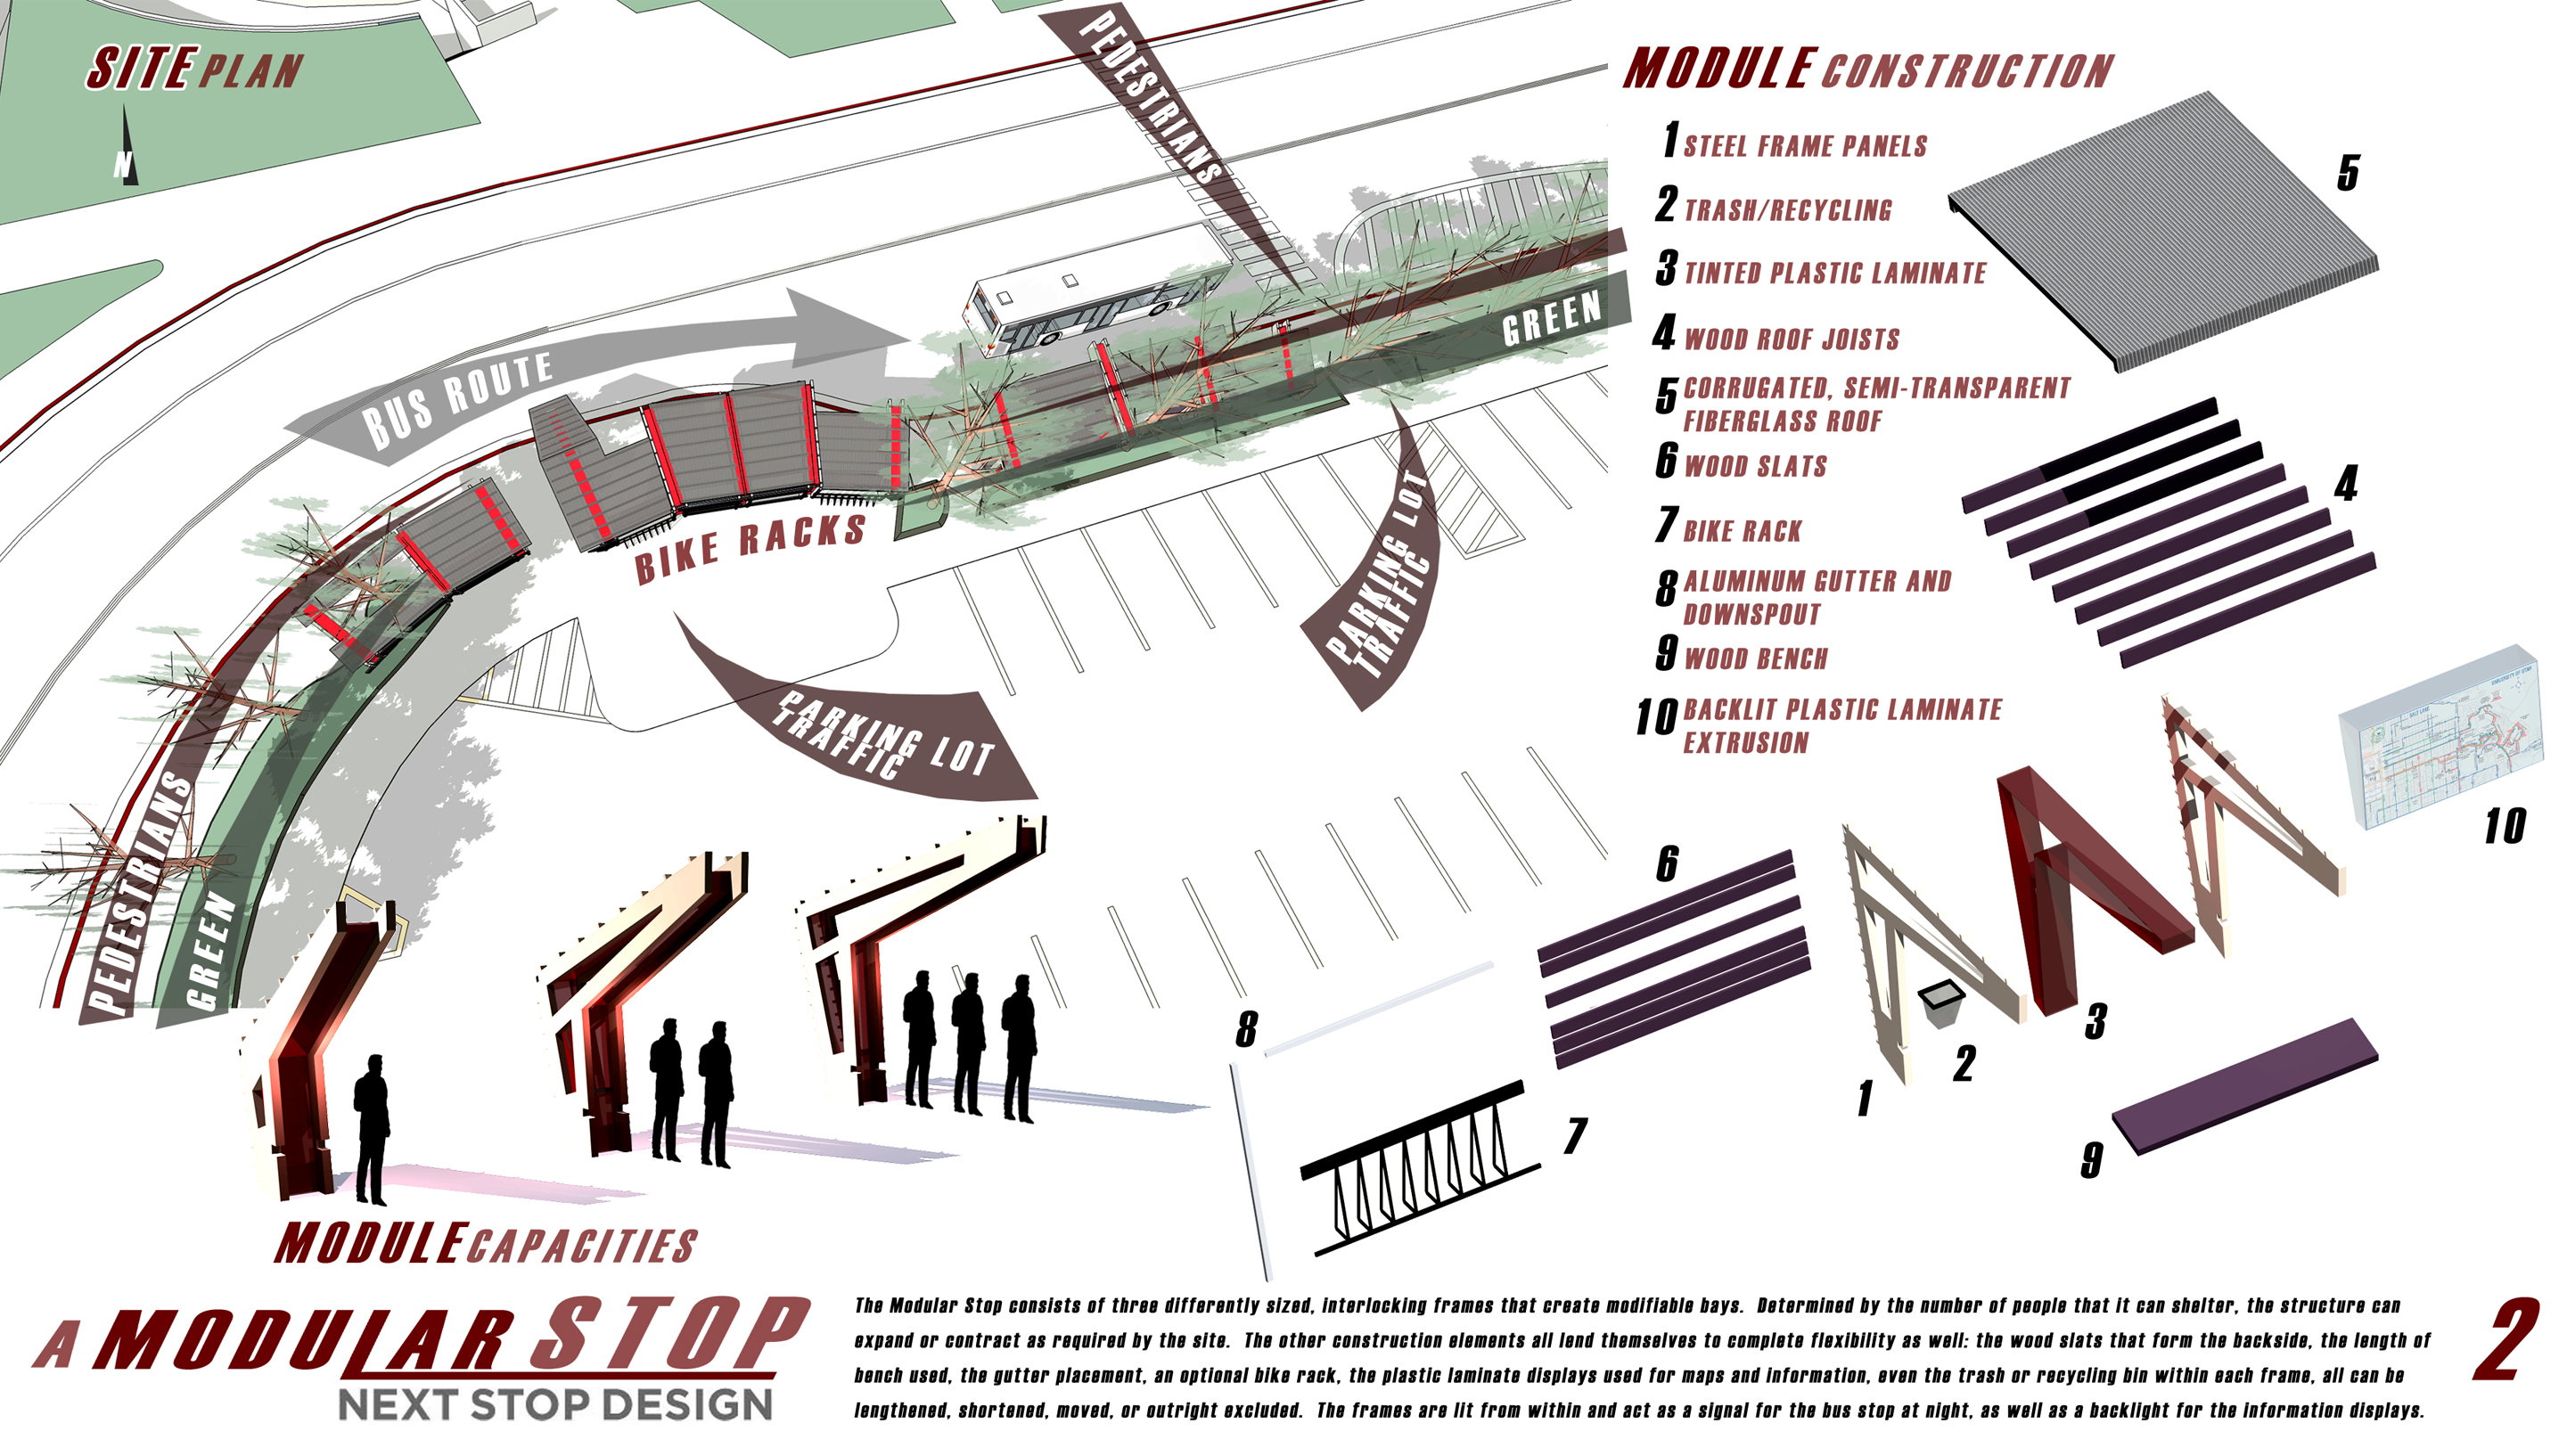 SITE PLAN
N
PEDESTRIANS
BUS ROUTE
GREEN
BIKE RACKS
PARKING LOT
TRAFFIC
PARKING LOT
TRAFFIC
PEDESTRIANS
GREEN
MODULE CAPACITIES
MODULE CONSTRUCTION
1 STEEL FRAME PANELS
2 TRASH/RECYCLING
3 TINTED PLASTIC LAMINATE
4 WOOD ROOF JOISTS
5 CORRUGATED, SEMI-TRANSPARENT
FIBERGLASS ROOF
6 WOOD SLATS
7 BIKE RACK
8 ALUMINUM GUTTER AND
DOWNSPOUT
9 WOOD BENCH
10 BACKLIT PLASTIC LAMINATE
EXTRUSION
5
4
10
6
3
2
1
8
7
9
A MODULAR STOP
NEXT STOP DESIGN
The Modular Stop consists of three differently sized, interlocking frames that create modifiable bays. Determined by the number of people that it can shelter, the structure can
expand or contract as required by the site. The other construction elements all lend themselves to complete flexibility as well: the wood slats that form the backside, the length of
bench used, the gutter placement, an optional bike rack, the plastic laminate displays used for maps and information, even the trash or recycling bin within each frame, all can be
lengthened, shortened, moved, or outright excluded. The frames are lit from within and act as a signal for the bus stop at night, as well as a backlight for the information displays.
2